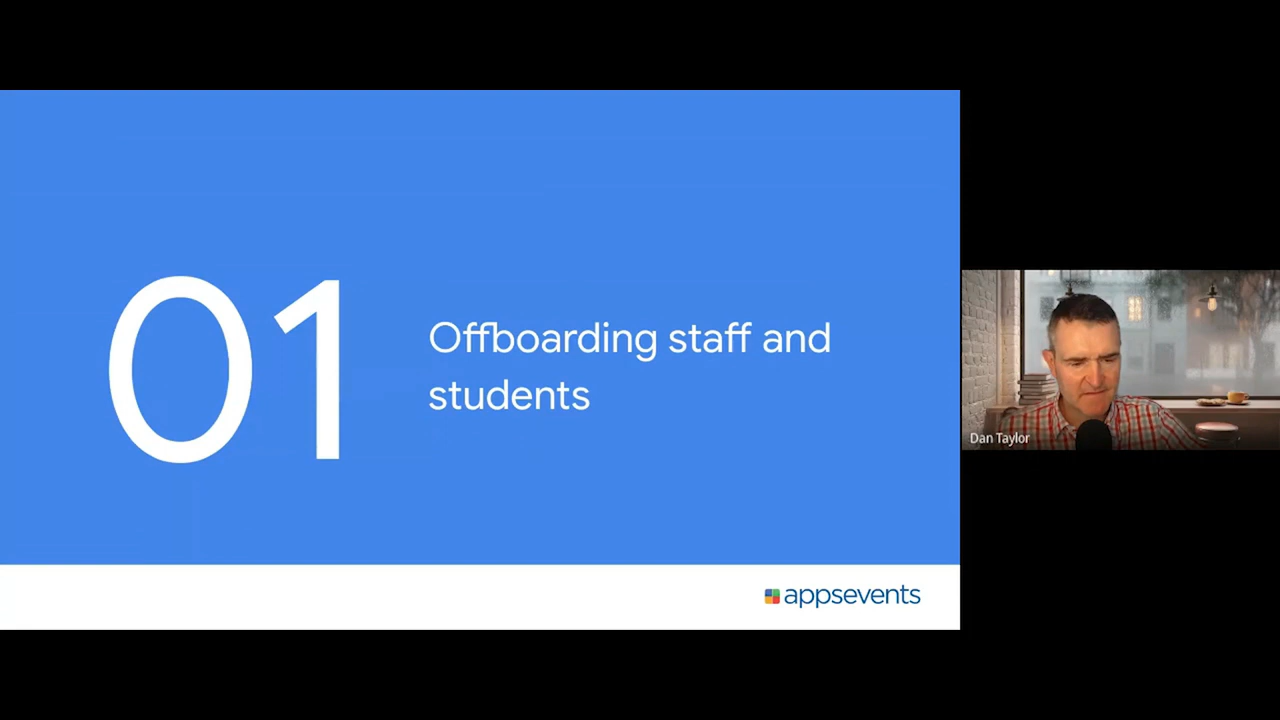 01
Offboarding staff and
students
appsevents
Dan Taylor